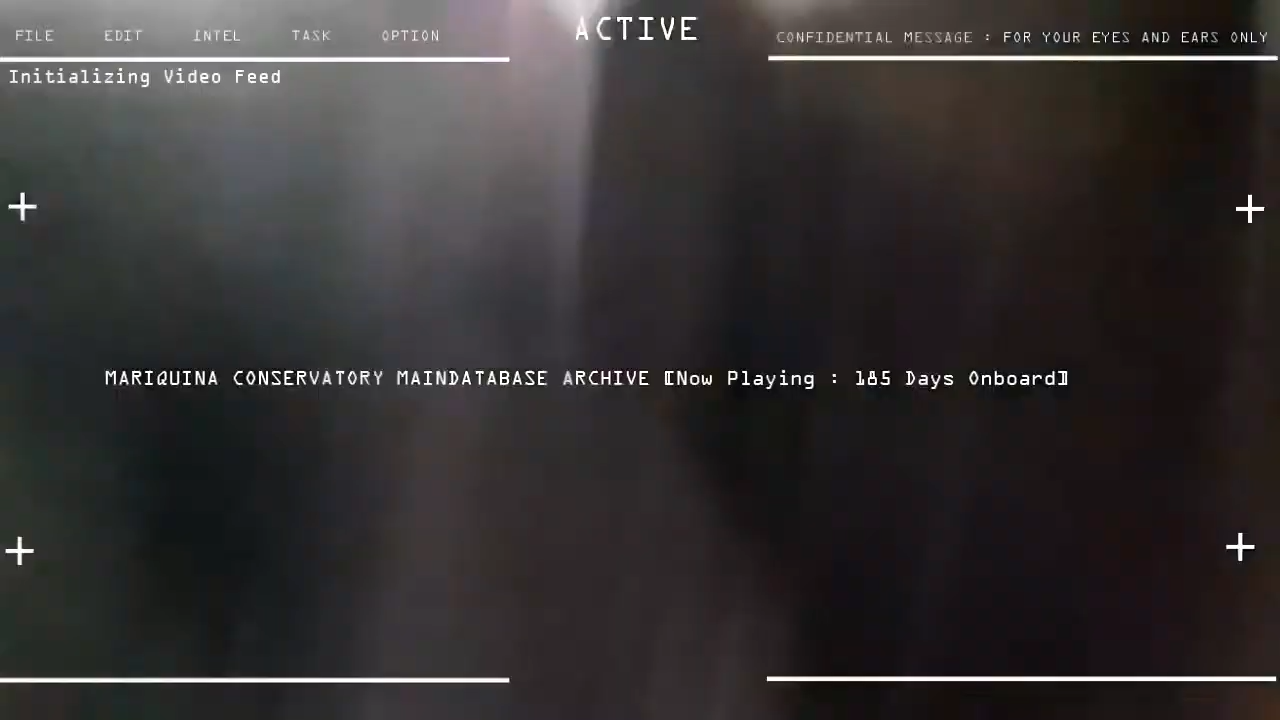 FILE EDIT INTEL TASK OPTION
ACTIVE
CONFIDENTIAL MESSAGE : FOR YOUR EYES AND EARS ONLY
Initializing Video Feed
MARIQUINA CONSERVATORY MAINDATABASE ARCHIVE [Now Playing : 185 Days Onboard]